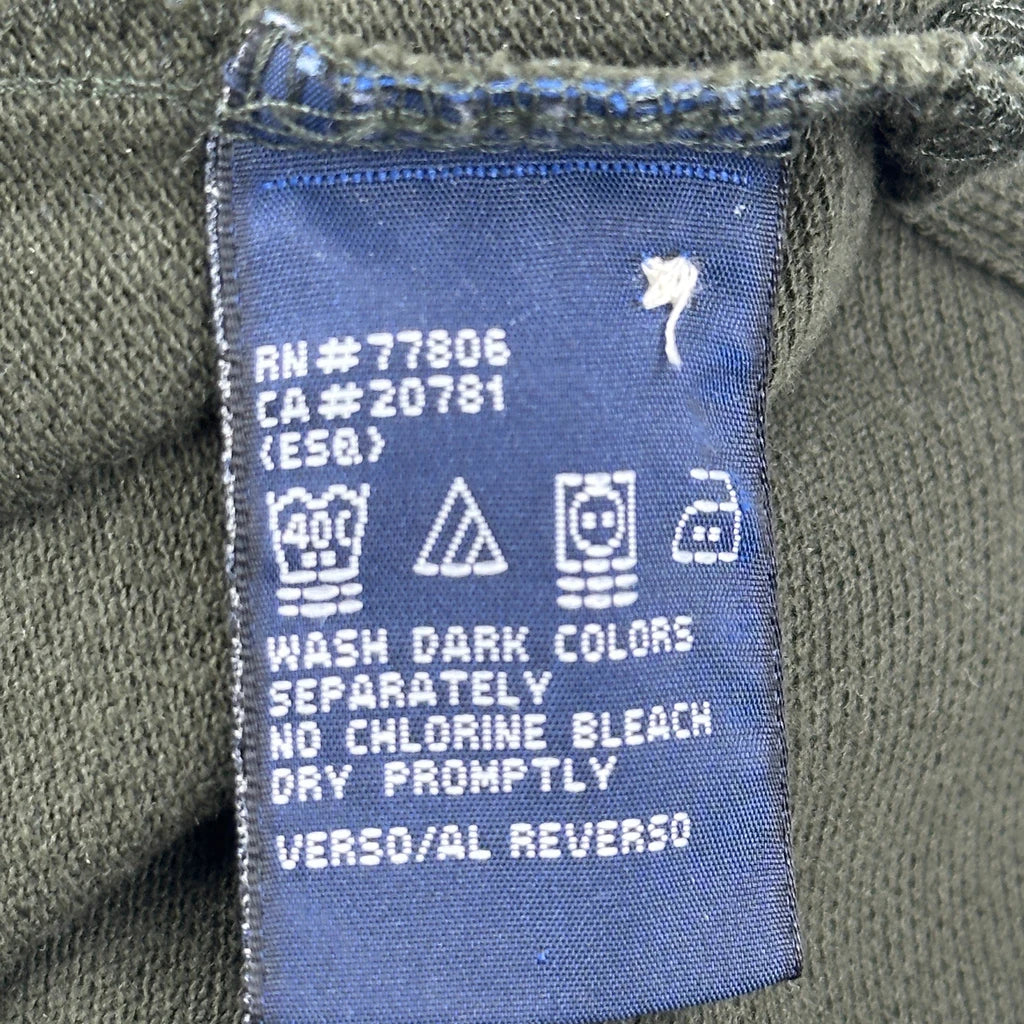 RN#77806
CA#20781
(ESQ)
40C
WASH DARK COLORS
SEPARATELY
NO CHLORINE BLEACH
DRY PROMPTLY
VERSO/AL REVERSO